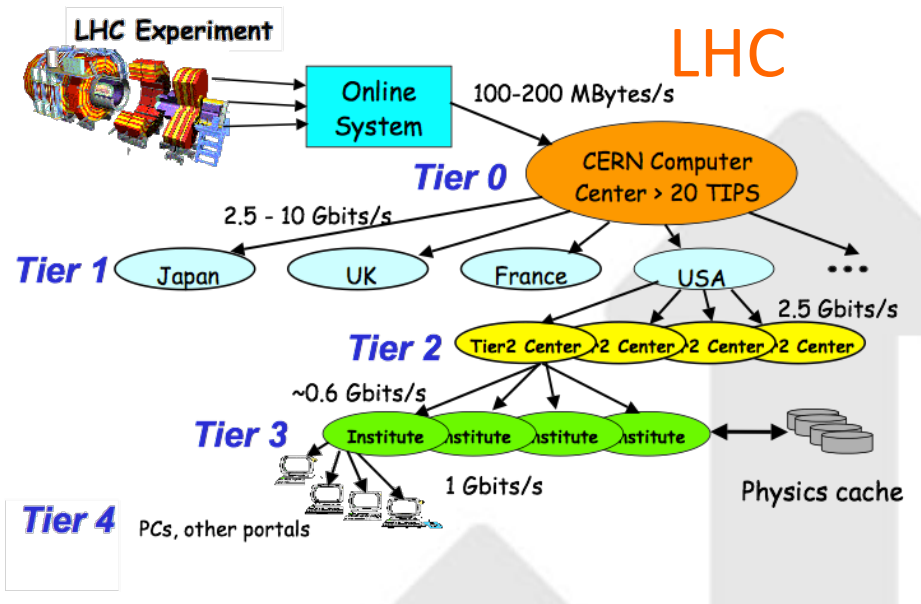 LHC Experiment
LHC
Online
System
100-200 MBytes/s
CERN Computer
Center > 20 TIPS
Tier 0
2.5 - 10 Gbits/s
Tier 1
Japan
UK
France
USA
...
2.5 Gbits/s
Tier 2
Tier2 Center
r2 Center
r2 Center
2 Center
~0.6 Gbits/s
Tier 3
Institute
nstitute
nstitute
nstitute
1 Gbits/s
Physics cache
Tier 4
PCs, other portals